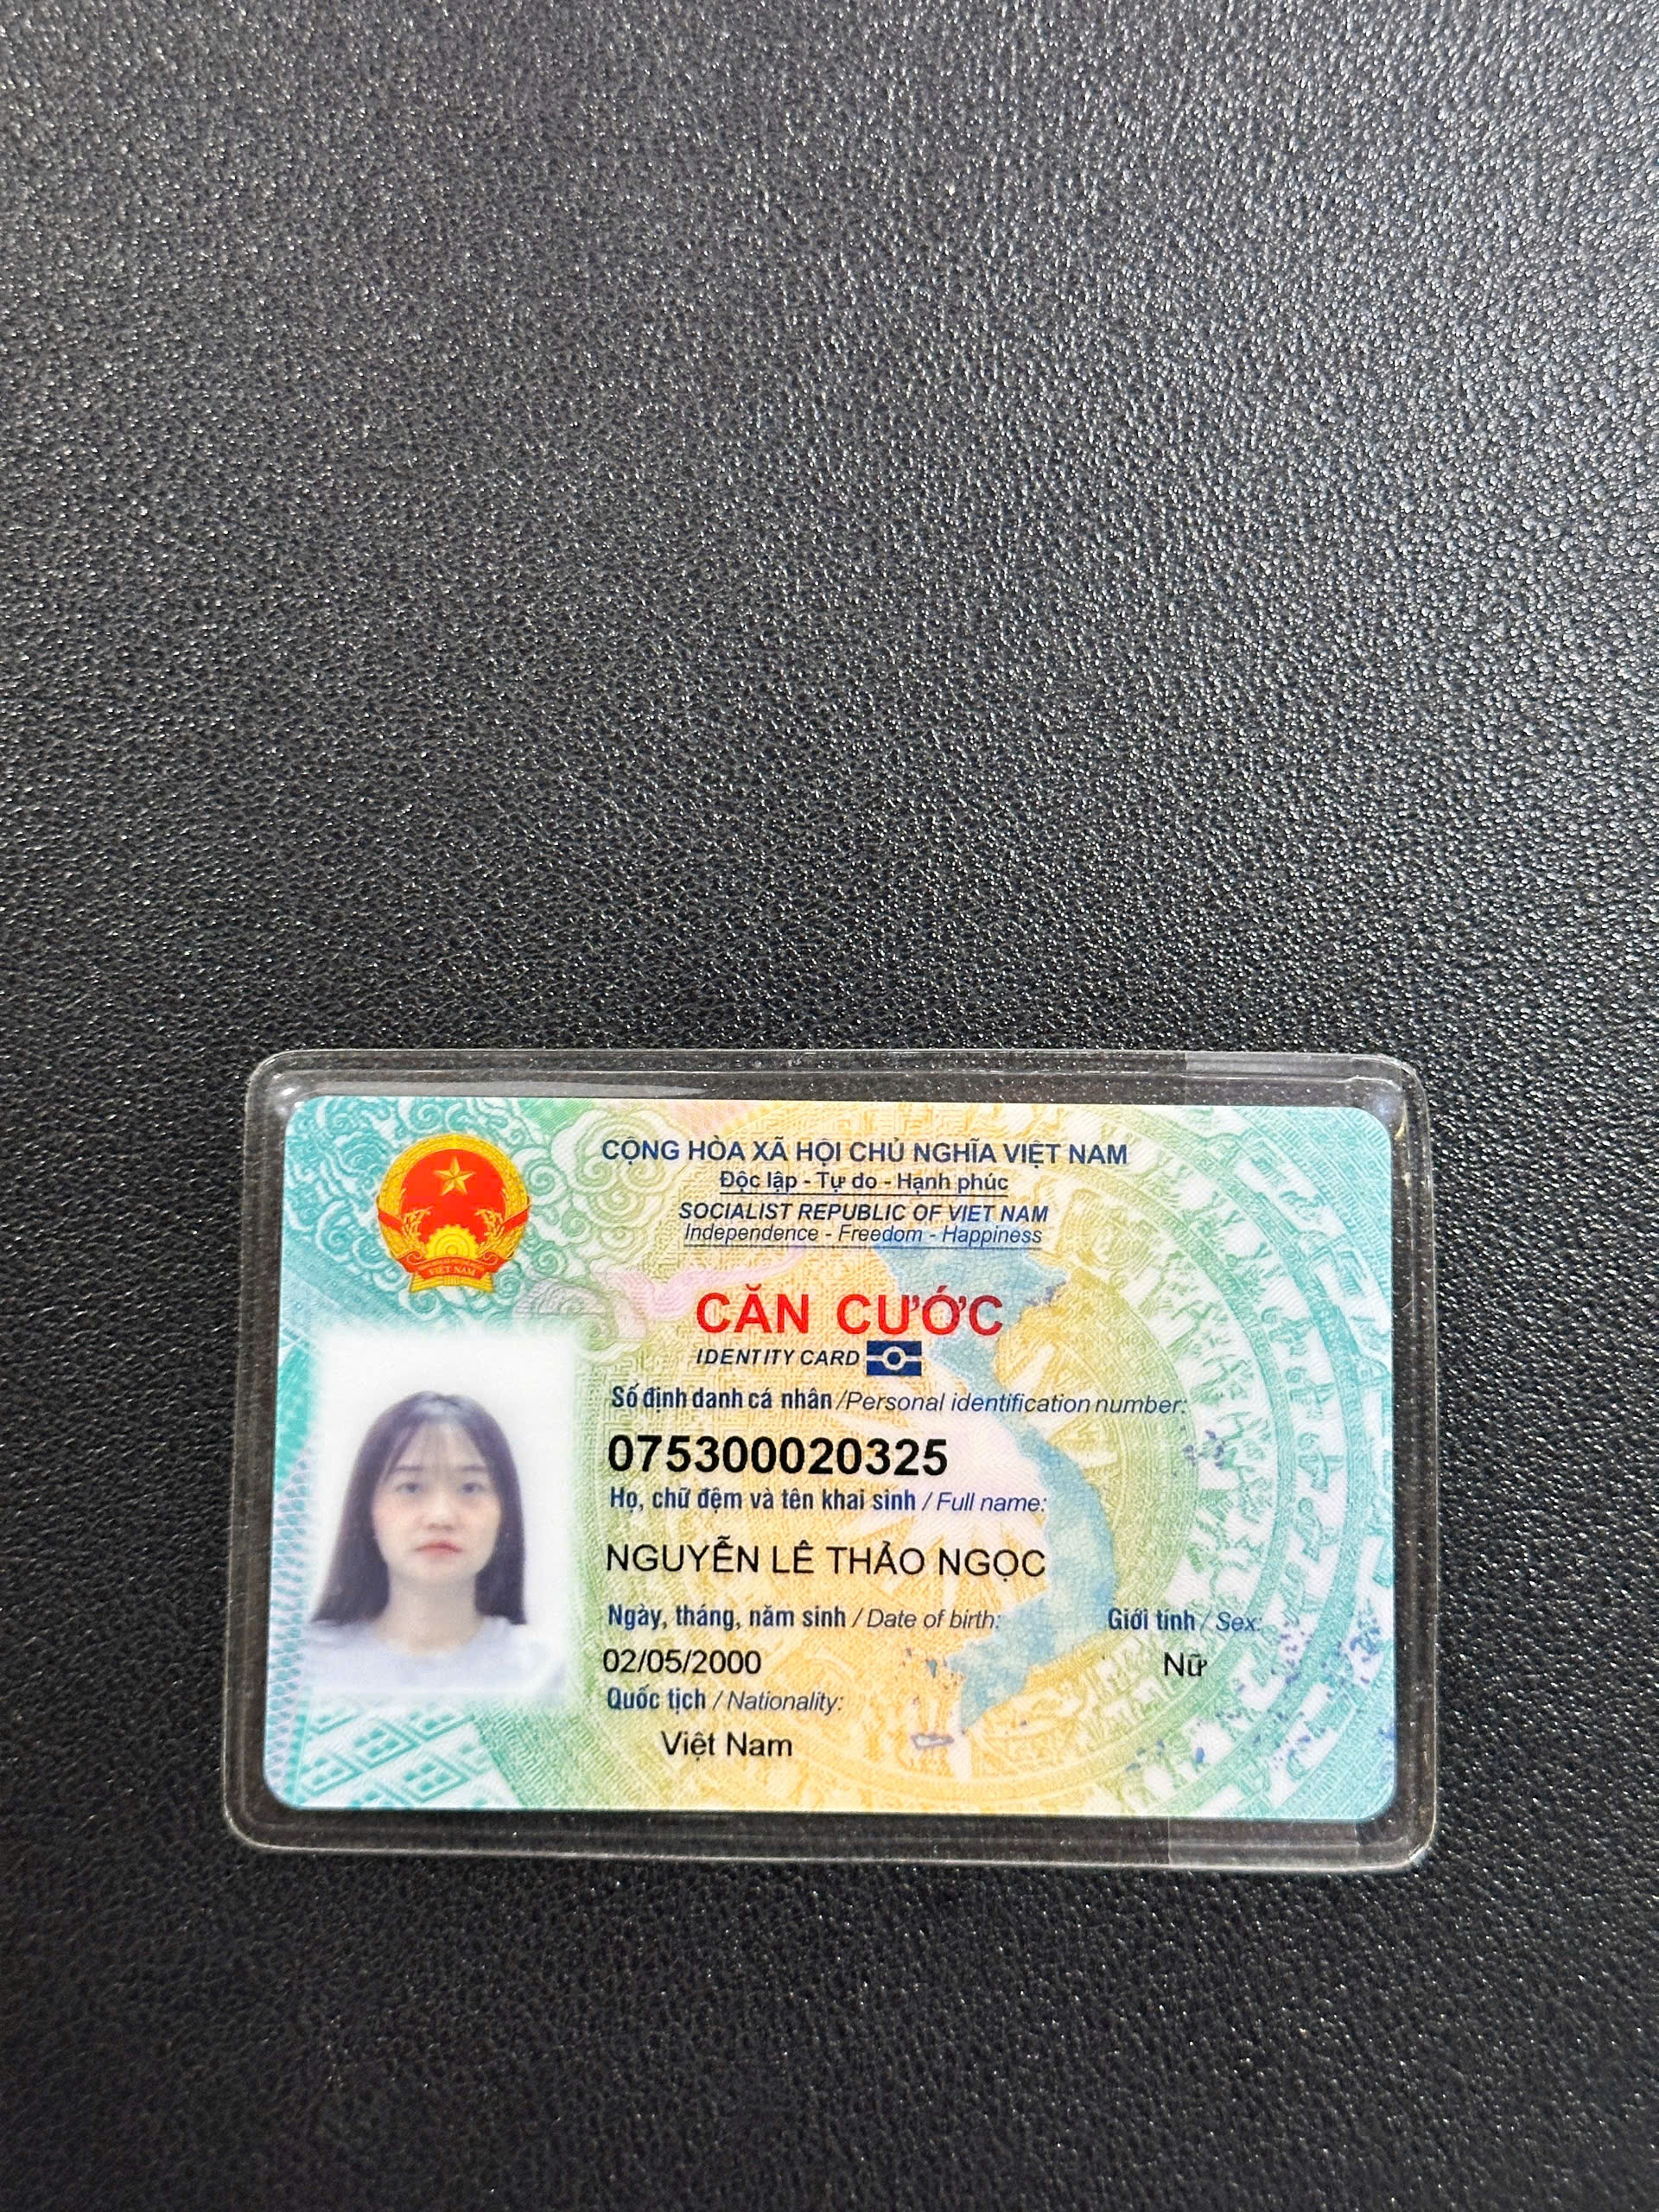 CỘNG HÒA XÃ HỘI CHỦ NGHĨA VIỆT NAM
Độc lập - Tự do - Hạnh phúc
SOCIALIST REPUBLIC OF VIET NAM
Independence - Freedom - Happiness
VIỆT NAM
CĂN CƯỚC
IDENTITY CARD
Số định danh cá nhân /Personal identification number:
075300020325
Họ, chữ đệm và tên khai sinh / Full name:
NGUYỄN LÊ THẢO NGỌC
Ngày, tháng, năm sinh / Date of birth: Giới tính / Sex:
02/05/2000 Nữ
Quốc tịch / Nationality:
Việt Nam